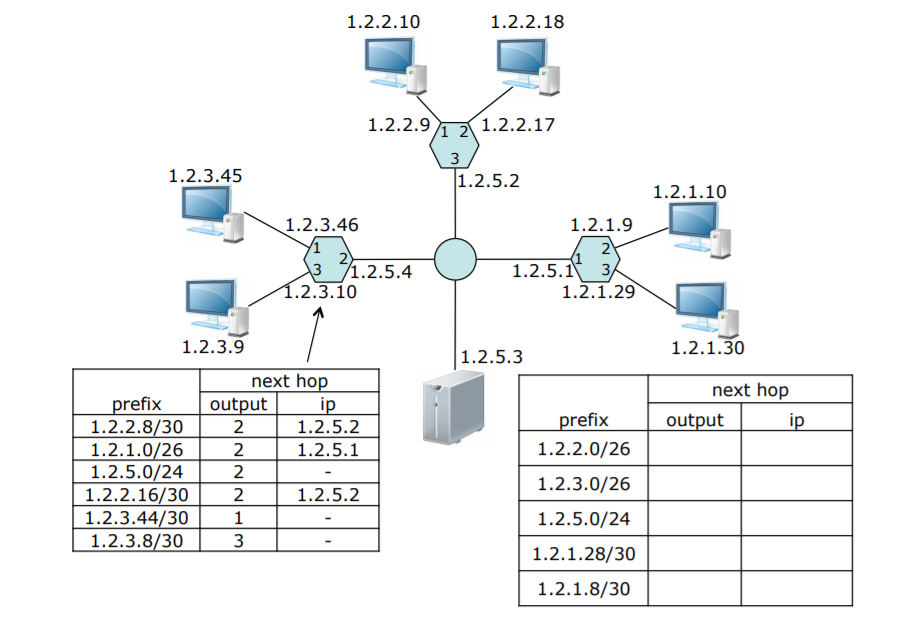 1.2.2.10 1.2.2.18
1.2.2.9 1 2 1.2.2.17
3
1.2.5.2
1.2.3.45
1.2.1.10
1.2.3.46 1.2.1.9
1 2
2 1
3 1.2.5.4 1.2.5.1 3
1.2.3.10 1.2.1.29
1.2.3.9 1.2.1.30
1.2.5.3
next hop
prefix output ip
1.2.2.8/30 2 1.2.5.2
1.2.1.0/26 2 1.2.5.1
1.2.5.0/24 2 -
1.2.2.16/30 2 1.2.5.2
1.2.3.44/30 1 -
1.2.3.8/30 3 -
next hop
prefix output ip
1.2.2.0/26
1.2.3.0/26
1.2.5.0/24
1.2.1.28/30
1.2.1.8/30